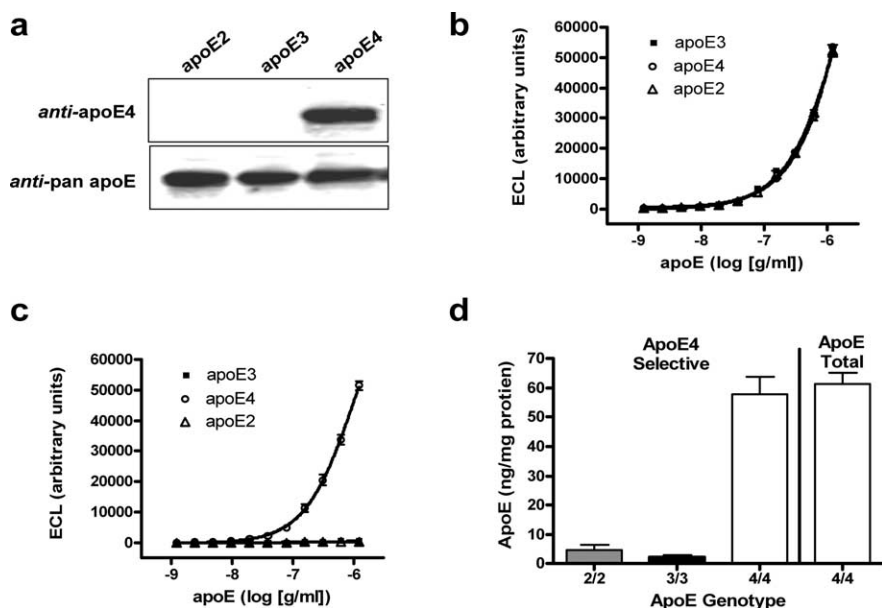 a
apoE2 apoE3 apoE4
anti-apoE4
anti-pan apoE
b
ECL (arbitrary units)
60000
50000
40000
30000
20000
10000
0
apoE3
apoE4
apoE2
-9 -8 -7 -6
apoE (log [g/ml])
c
ECL (arbitrary units)
60000
50000
40000
30000
20000
10000
0
apoE3
apoE4
apoE2
-9 -8 -7 -6
apoE (log [g/ml])
d
ApoE (ng/mg protien)
70
60
50
40
30
20
10
0
ApoE4
Selective
ApoE
Total
2/2 3/3 4/4 4/4
ApoE Genotype